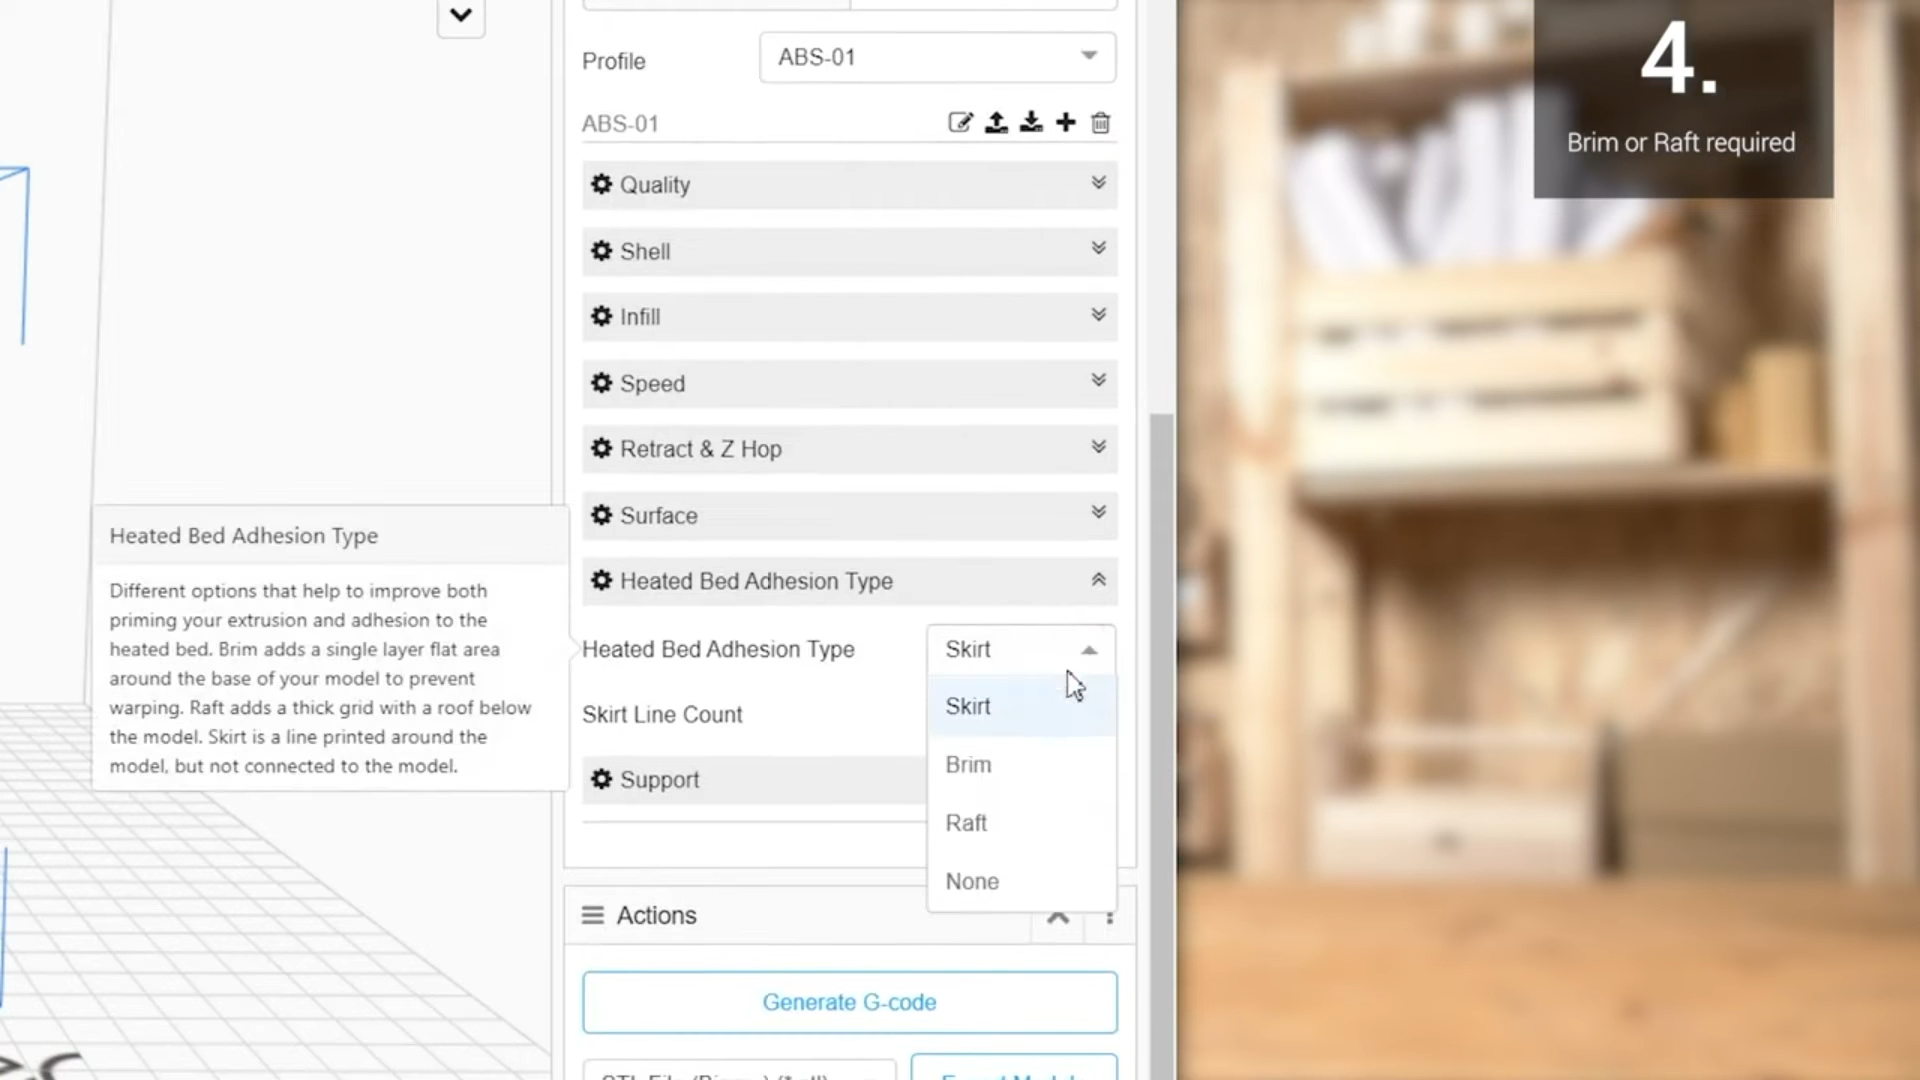 Profile
ABS-01
ABS-01
Quality
Shell
Infill
Speed
Retract & Z Hop
Surface
Heated Bed Adhesion Type
Heated Bed Adhesion Type
Skirt
Skirt Line Count
Skirt
Brim
Raft
None
Support
Actions
Generate G-code
Heated Bed Adhesion Type
Different options that help to improve both
priming your extrusion and adhesion to the
heated bed. Brim adds a single layer flat area
around the base of your model to prevent
warping. Raft adds a thick grid with a roof below
the model. Skirt is a line printed around the
model, but not connected to the model.
4.
Brim or Raft required